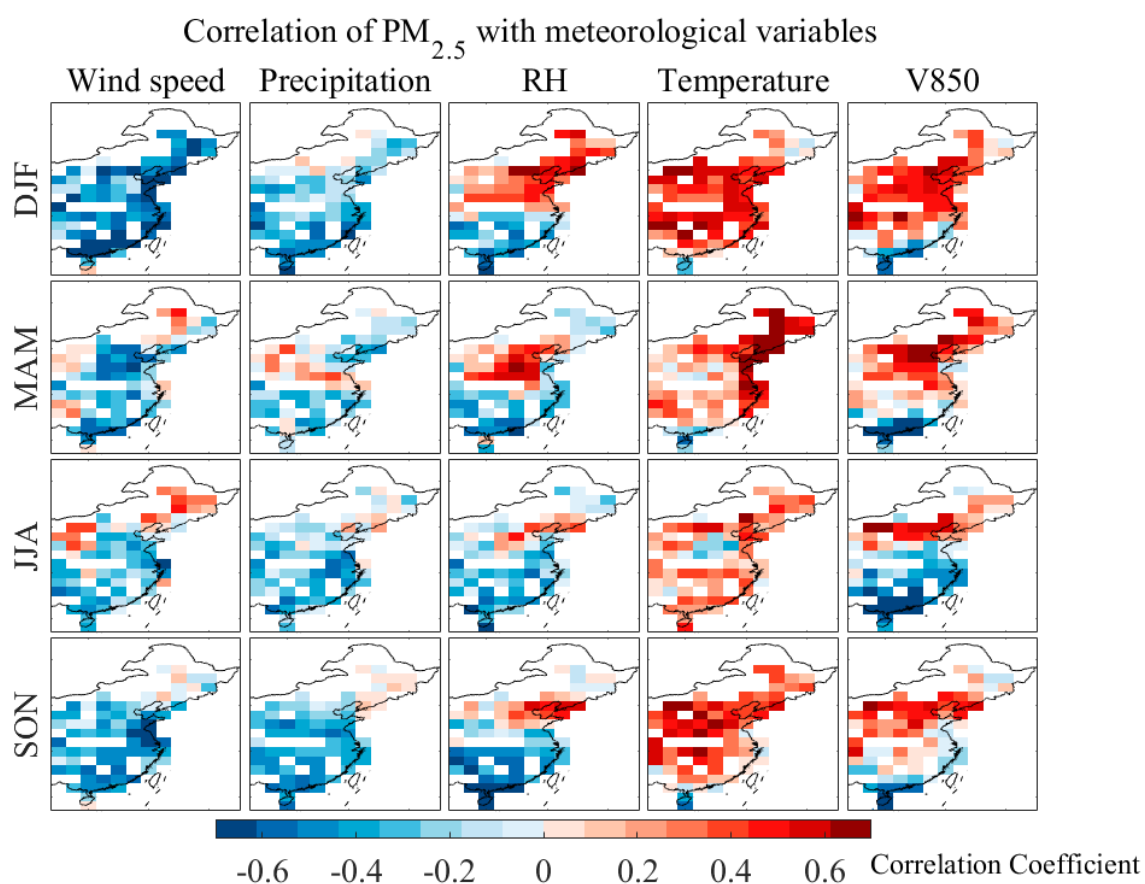 Correlation of PM2.5 with meteorological variables
Wind speed Precipitation RH Temperature V850
DJF
MAM
JJA
SON
-0.6 -0.4 -0.2 0 0.2 0.4 0.6 Correlation Coefficient